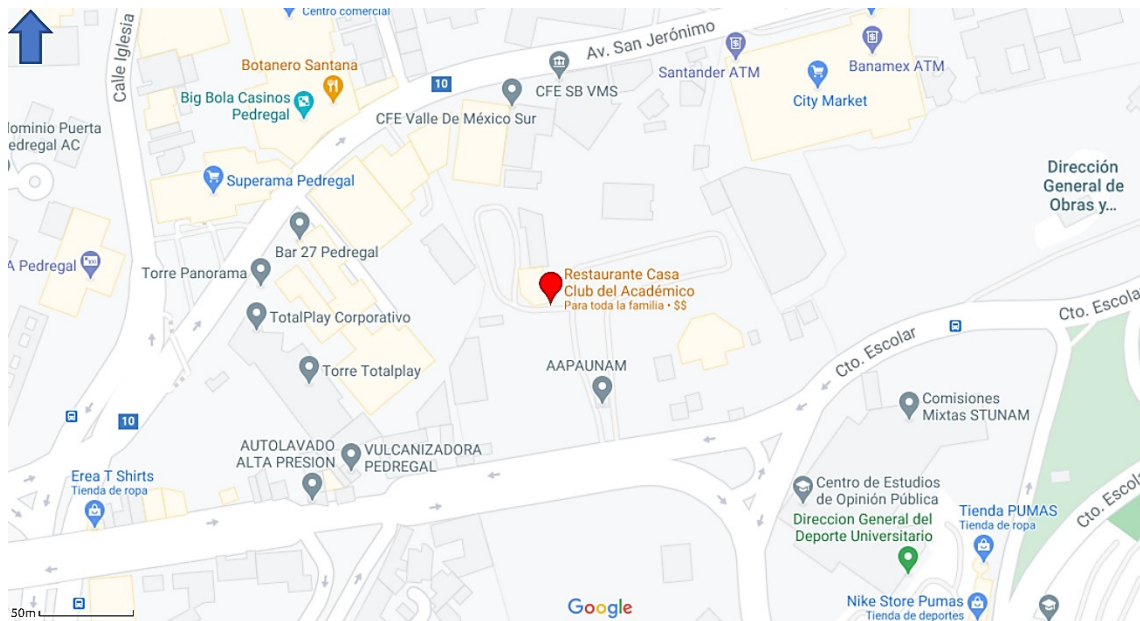 Centro comercial
Calle Iglesia
Av. San Jerónimo
Botanero Santana
10
Santander ATM
Banamex ATM
CFE SB VMS
Big Bola Casinos
Pedregal
City Market
CFE Valle De México Sur
dominio Puerta
edregal AC
Superama Pedregal
Dirección
General de
Obras y...
Bar 27 Pedregal
A Pedregal
Torre Panorama
Restaurante Casa
Club del Académico
Para toda la familia • $$
TotalPlay Corporativo
Cto. Escola
Cto. Escolar
Torre Totalplay
AAPAUNAM
Comisiones
Mixtas STUNAM
10
AUTOLAVADO
ALTA PRESION
VULCANIZADORA
PEDREGAL
Erea T Shirts
Tienda de ropa
Centro de Estudios
de Opinión Pública
Cto. Escola
Direccion General del
Deporte Universitario
Tienda PUMAS
Tienda de ropa
Nike Store Pumas
Tienda de deportes
50m
Google